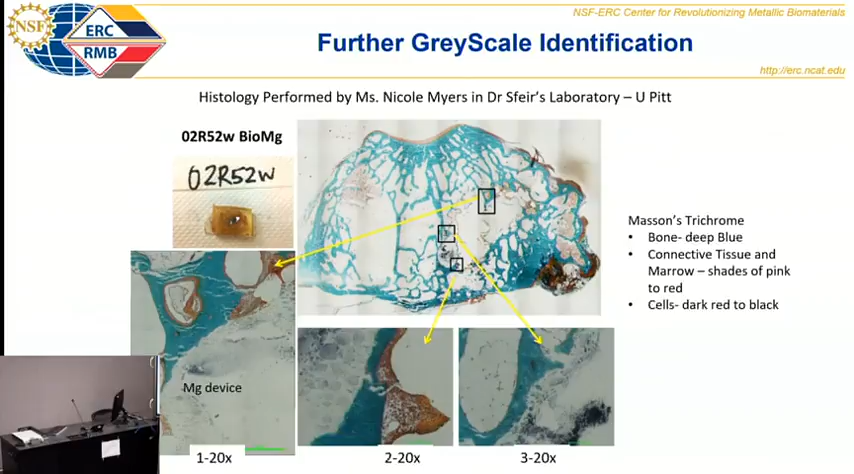 NSF-ERC Center for Revolutionizing Metallic Biomaterials
NSF
ERC
RMB
Further GreyScale Identification
http://erc.ncat.edu
Histology Performed by Ms. Nicole Myers in Dr Sfeir's Laboratory – U Pitt
02R52w BioMg
02R52w
Masson's Trichrome
• Bone- deep Blue
• Connective Tissue and
Marrow – shades of pink
to red
• Cells- dark red to black
Mg device
1-20x
2-20x
3-20x